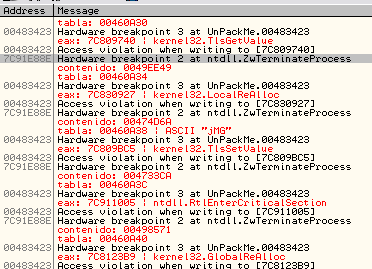 Address Message
tabla: 00460A30
00483423 Hardware breakpoint 3 at UnPackMe.00483423
eax: 7C809740 | kernel32.TlsGetValue
00483423 Access violation when writing to [7C809740]
7C91E88E Hardware breakpoint 2 at ntdll.ZwTerminateProcess
contenido: 0049EE49
tabla: 00460A34
00483423 Hardware breakpoint 3 at UnPackMe.00483423
eax: 7C830927 | kernel32.LocalReAlloc
00483423 Access violation when writing to [7C830927]
7C91E88E Hardware breakpoint 2 at ntdll.ZwTerminateProcess
contenido: 00474D6A
tabla: 00460A38 | ASCII "jMG"
00483423 Hardware breakpoint 3 at UnPackMe.00483423
eax: 7C809BC5 | kernel32.TlsSetValue
00483423 Access violation when writing to [7C809BC5]
7C91E88E Hardware breakpoint 2 at ntdll.ZwTerminateProcess
contenido: 004733CA
tabla: 00460A3C
00483423 Hardware breakpoint 3 at UnPackMe.00483423
eax: 7C911005 | ntdll.RtlEnterCriticalSection
00483423 Access violation when writing to [7C911005]
7C91E88E Hardware breakpoint 2 at ntdll.ZwTerminateProcess
contenido: 00498571
tabla: 00460A40
00483423 Hardware breakpoint 3 at UnPackMe.00483423
eax: 7C8123B9 | kernel32.GlobalReAlloc
00483423 Access violation when writing to [7C8123B9]